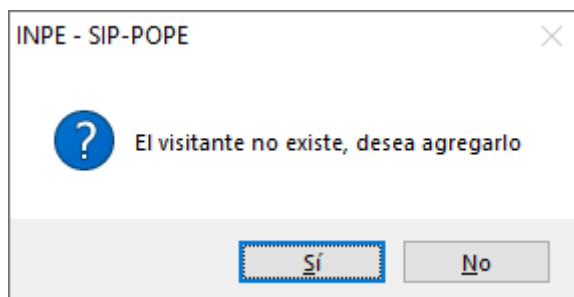 INPE - SIP-POPE
El visitante no existe, desea agregarlo
Sí
No